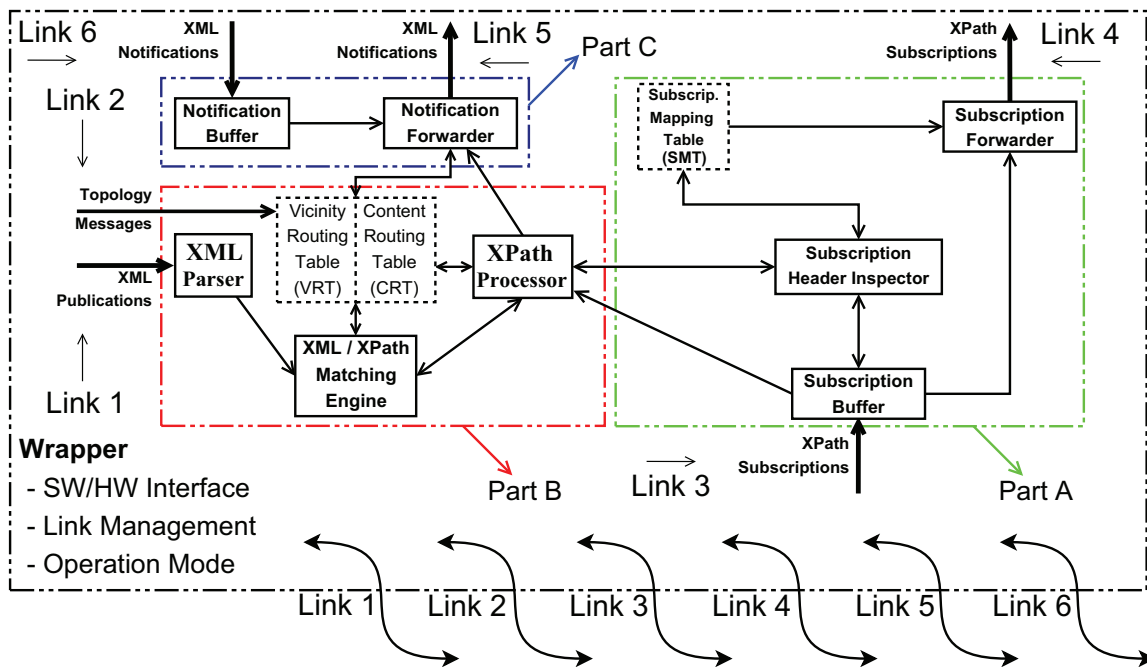 Link 6
XML
Notifications
XML
Notifications
Link 5
Part C
XPath
Subscriptions
Link 4
Link 2
Notification
Buffer
Notification
Forwarder
Subscrip.
Mapping
Table
(SMT)
Subscription
Forwarder
Topology
Messages
Vicinity
Routing
Table
(VRT)
Content
Routing
Table
(CRT)
XML
Parser
XPath
Processor
Subscription
Header Inspector
XML
Publications
XML / XPath
Matching
Engine
Subscription
Buffer
Link 1
Wrapper
- SW/HW Interface
- Link Management
- Operation Mode
Part B
Link 3
XPath
Subscriptions
Part A
Link 1
Link 2
Link 3
Link 4
Link 5
Link 6